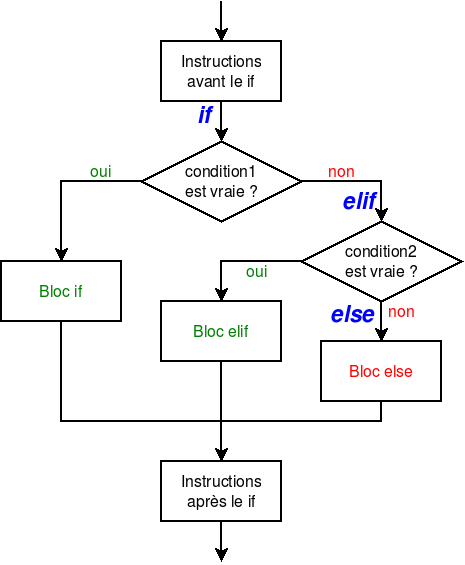 Instructions
avant le if
if
condition1
est vraie ?
oui
non
elif
condition2
est vraie ?
oui
Bloc if
else
non
Bloc elif
Bloc else
Instructions
après le if